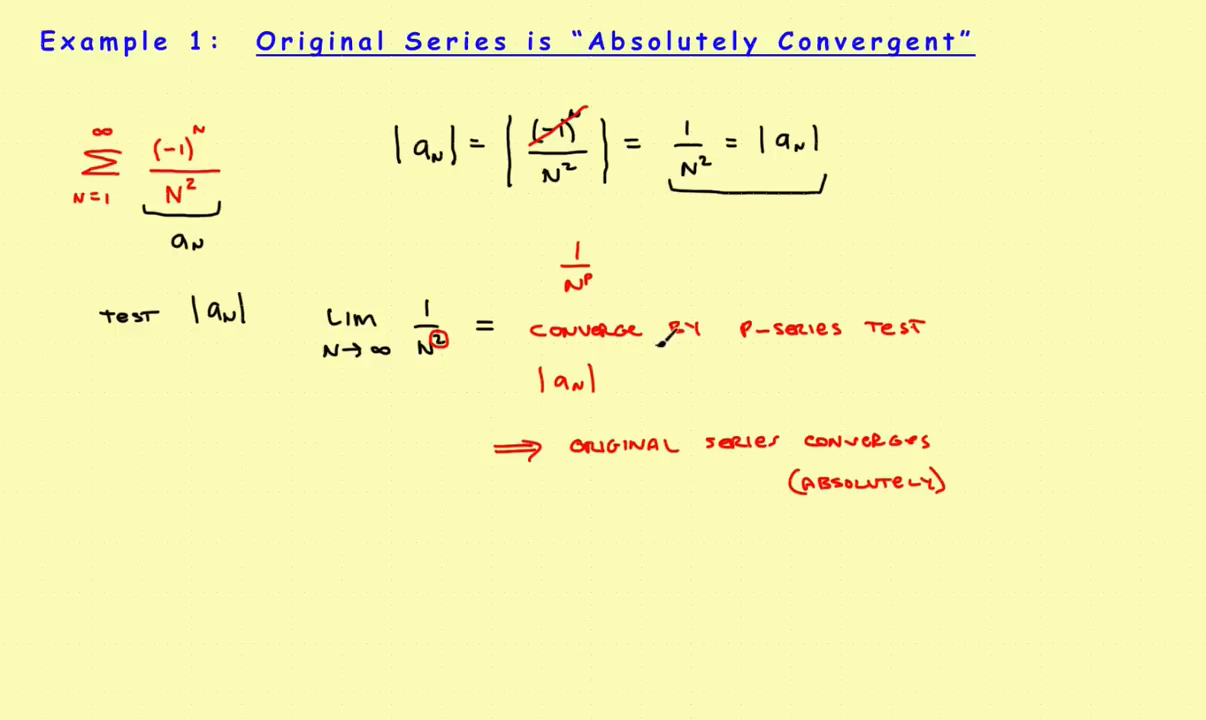 Example 1: Original Series is “Absolutely Convergent”
∞ Σ N=1 (-1)^N / N^2
a_N
|a_N| = |(-1)^N / N^2| = 1 / N^2 = |a_N|
1 / N^P
TEST |a_N|
LIM N→∞ 1 / N^2 = CONVERGE BY P-SERIES TEST
|a_N|
⟹ ORIGINAL SERIES CONVERGES
(ABSOLUTELY)